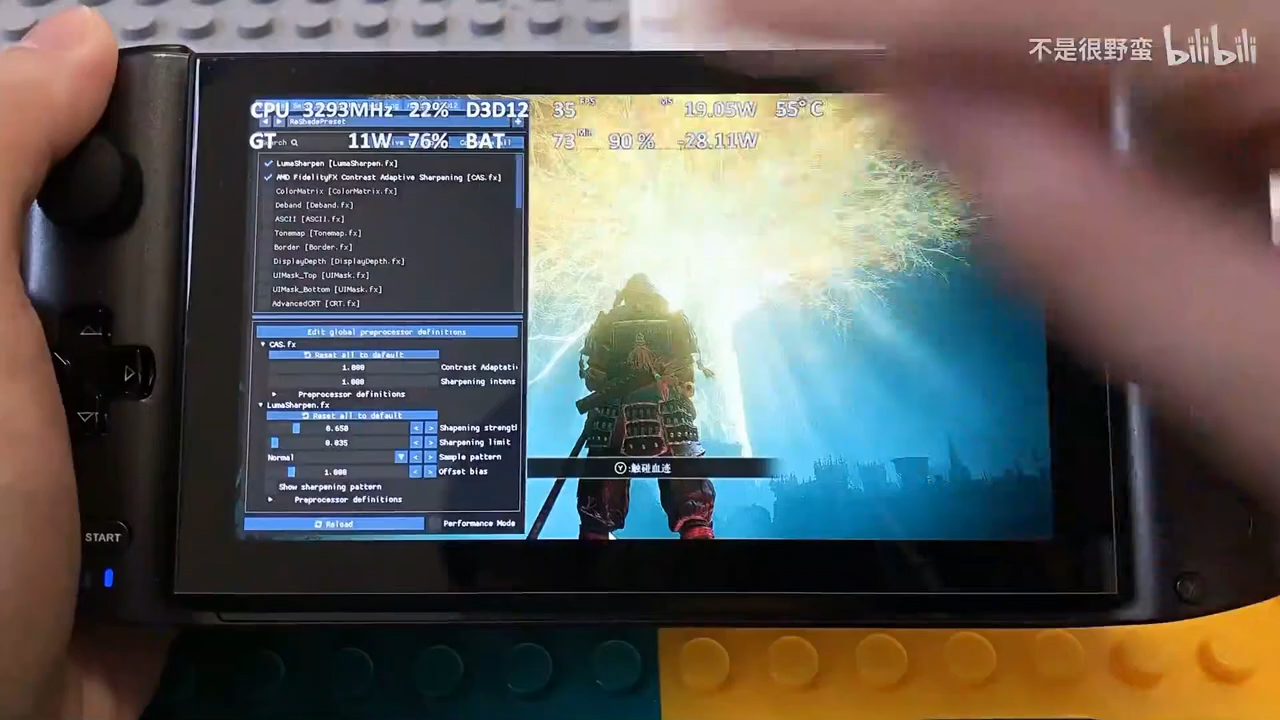 不是很野蛮 bilibili
CPU 3293MHz 22% D3D12 35 FPS MS 19.05W 55°C
ReShadePreset
GT 11W 76% BAT 73 Min 90% -28.11W
LumaSharpen [LumaSharpen.fx]
AMD FidelityFX Contrast Adaptive Sharpening [CAS.fx]
ColorMatrix [ColorMatrix.fx]
Deband [Deband.fx]
ASCII [ASCII.fx]
Tonemap [Tonemap.fx]
Border [Border.fx]
DisplayDepth [DisplayDepth.fx]
UIMask_Top [UIMask.fx]
UIMask_Bottom [UIMask.fx]
AdvancedCRT [CRT.fx]
Edit global preprocessor definitions
CAS.fx
Reset all to default
1.000 Contrast Adaptati
1.000 Sharpening intens
Preprocessor definitions
LumaSharpen.fx
Reset all to default
0.650 < > Shapening strengt
0.035 < > Sharpening limit
Normal < > Sample pattern
1.000 < > Offset bias
Show sharpening pattern
Preprocessor definitions
Reload Performance Mode
Y:触碰血迹
START